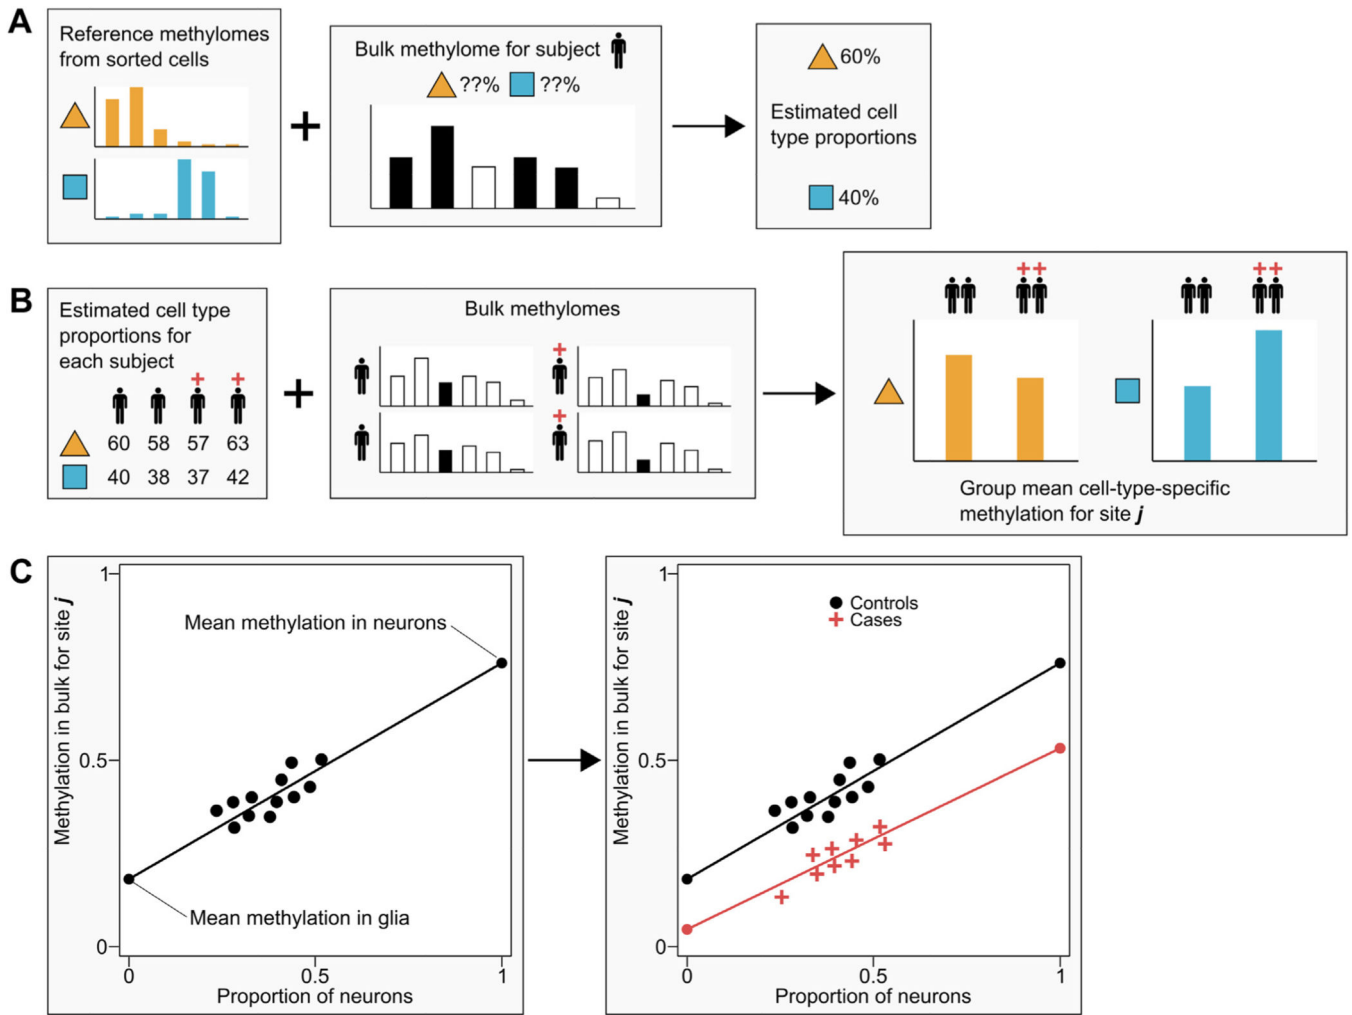 A
Reference methylomes
from sorted cells
Bulk methylome for subject
??% ??%
60%
Estimated cell
type proportions
40%
B
Estimated cell type
proportions for
each subject
60 58 57 63
40 38 37 42
Bulk methylomes
Group mean cell-type-specific
methylation for site j
C
Methylation in bulk for site j
1
0.5
0
Mean methylation in neurons
Mean methylation in glia
0 0.5 1
Proportion of neurons
Methylation in bulk for site j
1
0.5
0
Controls
Cases
0 0.5 1
Proportion of neurons